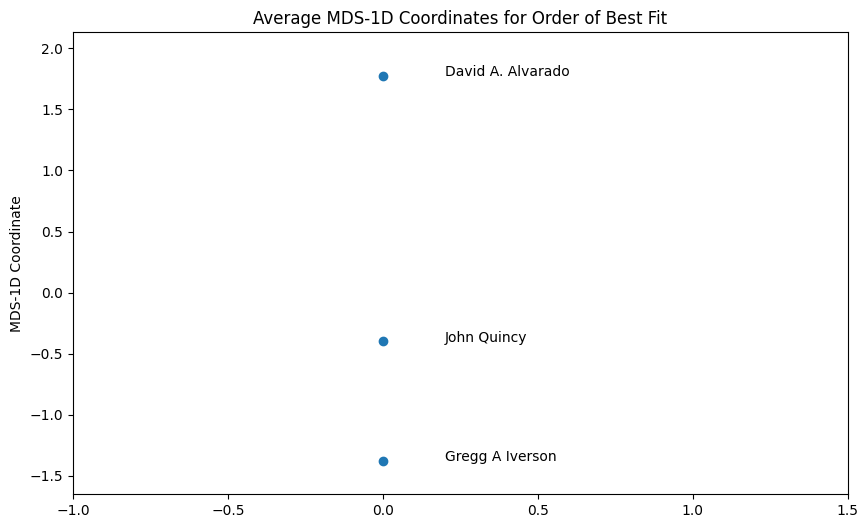 Average MDS-1D Coordinates for Order of Best Fit
2.0
David A. Alvarado
1.5
1.0
0.5
MDS-1D Coordinate
0.0
John Quincy
−0.5
−1.0
Gregg A Iverson
−1.5
−1.0 −0.5 0.0 0.5 1.0 1.5